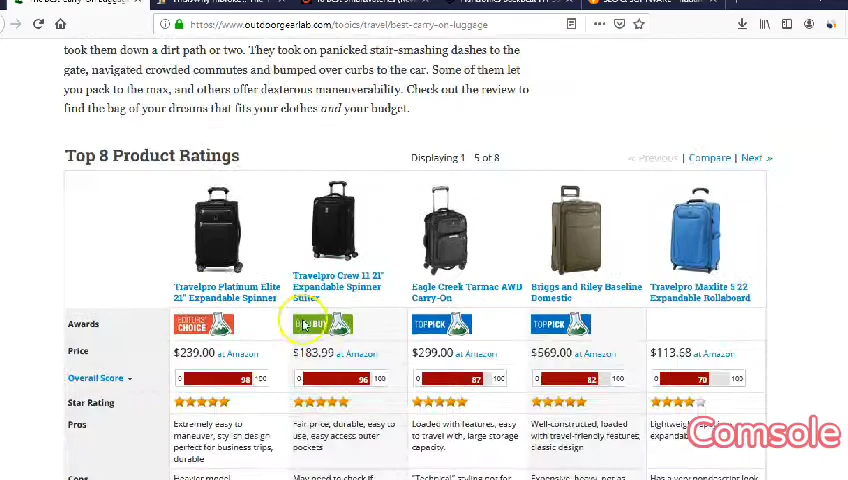 https://www.outdoorgearlab.com/topics/travel/best-carry-on-luggage
took them down a dirt path or two. They took on panicked stair-smashing dashes to the
gate, navigated crowded commutes and bumped over curbs to the car. Some of them let
you pack to the max, and others offer dexterous maneuverability. Check out the review to
find the bag of your dreams that fits your clothes and your budget.
Top 8 Product Ratings
Displaying 1 - 5 of 8
« Previous | Compare | Next »
Travelpro Platinum Elite
21" Expandable Spinner
Travelpro Crew 11 21"
Expandable Spinner
Suiter
Eagle Creek Tarmac AWD
Carry-On
Briggs and Riley Baseline
Domestic
Travelpro Maxlite 5 22
Expandable Rollaboard
Awards
EDITORS'
CHOICE
BUY
TOP PICK
TOP PICK
Price
$239.00 at Amazon
$183.99 at Amazon
$299.00 at Amazon
$569.00 at Amazon
$113.68 at Amazon
Overall Score
0 98 100
0 96 100
0 87 100
0 82 100
0 70 100
Star Rating
Pros
Extremely easy to
maneuver, stylish design
perfect for business trips,
durable
Fair price, durable, easy to
use, easy access outer
pockets
Loaded with features, easy
to travel with, large storage
capacity.
Well-constructed, loaded
with travel-friendly features,
classic design
Lightweight
expandable
Comsole
Cons
Heavier model
May need to check if
"Technical" styling not for
Expensive, heavy, not as
Has a very nondescript look